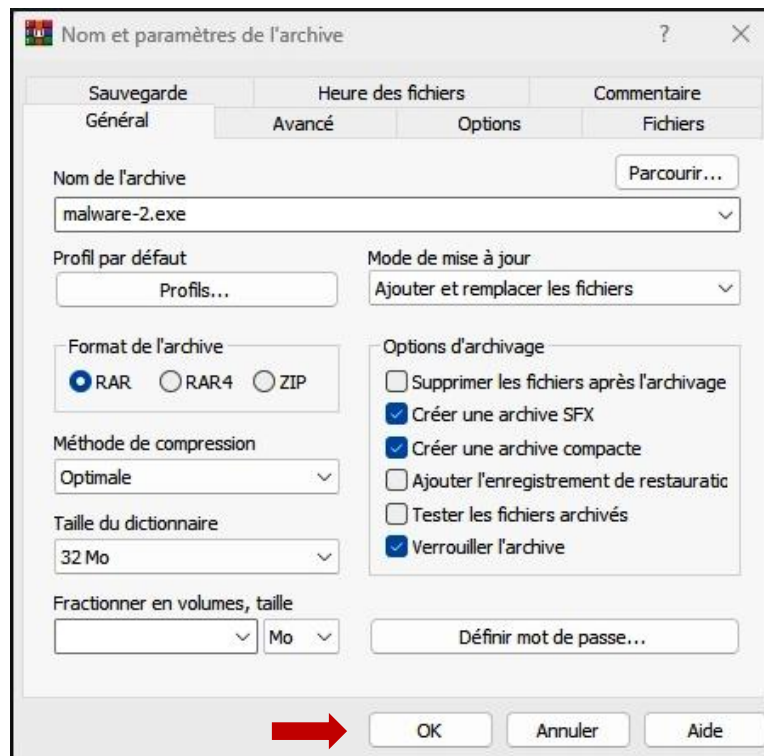 Nom et paramètres de l'archive
Sauvegarde Heure des fichiers Commentaire
Général Avancé Options Fichiers
Nom de l'archive
Parcourir...
malware-2.exe
Profil par défaut
Profils...
Mode de mise à jour
Ajouter et remplacer les fichiers
Format de l'archive
RAR RAR4 ZIP
Méthode de compression
Optimale
Taille du dictionnaire
32 Mo
Options d'archivage
Supprimer les fichiers après l'archivage
Créer une archive SFX
Créer une archive compacte
Ajouter l'enregistrement de restauratio
Tester les fichiers archivés
Verrouiller l'archive
Fractionner en volumes, taille
Mo
Définir mot de passe...
OK Annuler Aide